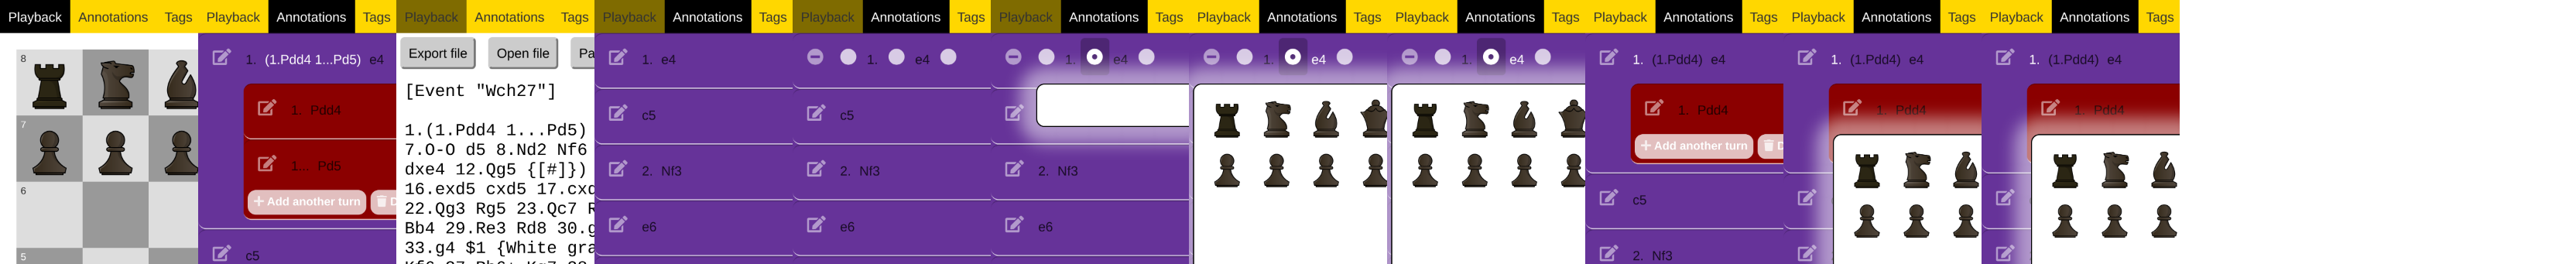 Playback Annotations Tags
8
7
6
5
Playback Annotations Tags
1. (1.Pdd4 1...Pd5) e4
1. Pdd4
1... Pd5
+ Add another turn D
c5
Playback Annotations Tags
Export file Open file Pa
[Event "Wch27"]
1.(1.Pdd4 1...Pd5)
7.O-O d5 8.Nd2 Nf6
dxe4 12.Qg5 {[#]})
16.exd5 cxd5 17.cxd
22.Qg3 Rg5 23.Qc7 R
Bb4 29.Re3 Rd8 30.g
33.g4 $1 {White gra
Playback Annotations Tags
1. e4
c5
2. Nf3
e6
Playback Annotations Tags
1. e4
c5
2. Nf3
e6
Playback Annotations Tags
1. e4
2. Nf3
e6
Playback Annotations Tags
1. e4
Playback Annotations Tags
1. e4
Playback Annotations Tags
1. (1.Pdd4) e4
1. Pdd4
+ Add another turn D
c5
2. Nf3
Playback Annotations Tags
1. (1.Pdd4) e4
1. Pdd4
Playback Annotations Tags
1. (1.Pdd4) e4
1. Pdd4